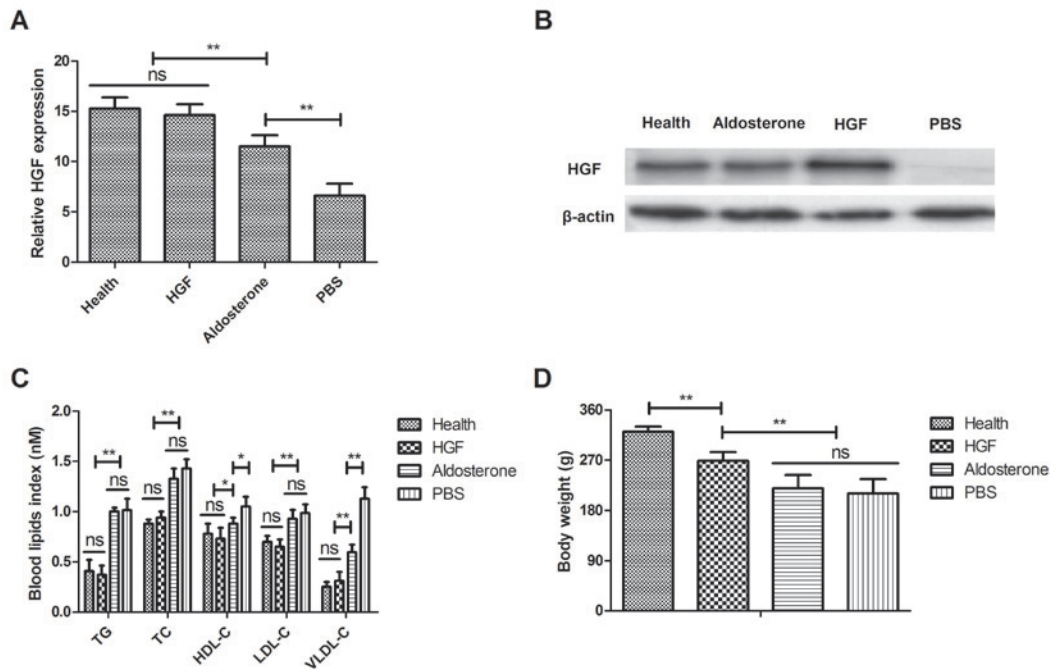 A
Relative HGF expression
20
15
10
5
0
**
ns
**
Health
HGF
Aldosterone
PBS
B
Health Aldosterone HGF PBS
HGF
β-actin
C
Blood lipids index (nM)
2.0
1.5
1.0
0.5
0.0
ns
**
ns
ns
**
ns
ns
*
*
ns
**
ns
ns
**
**
TG
TC
HDL-C
LDL-C
VLDL-C
Health
HGF
Aldosterone
PBS
D
Body weight (g)
360
270
180
90
0
**
**
ns
Health
HGF
Aldosterone
PBS